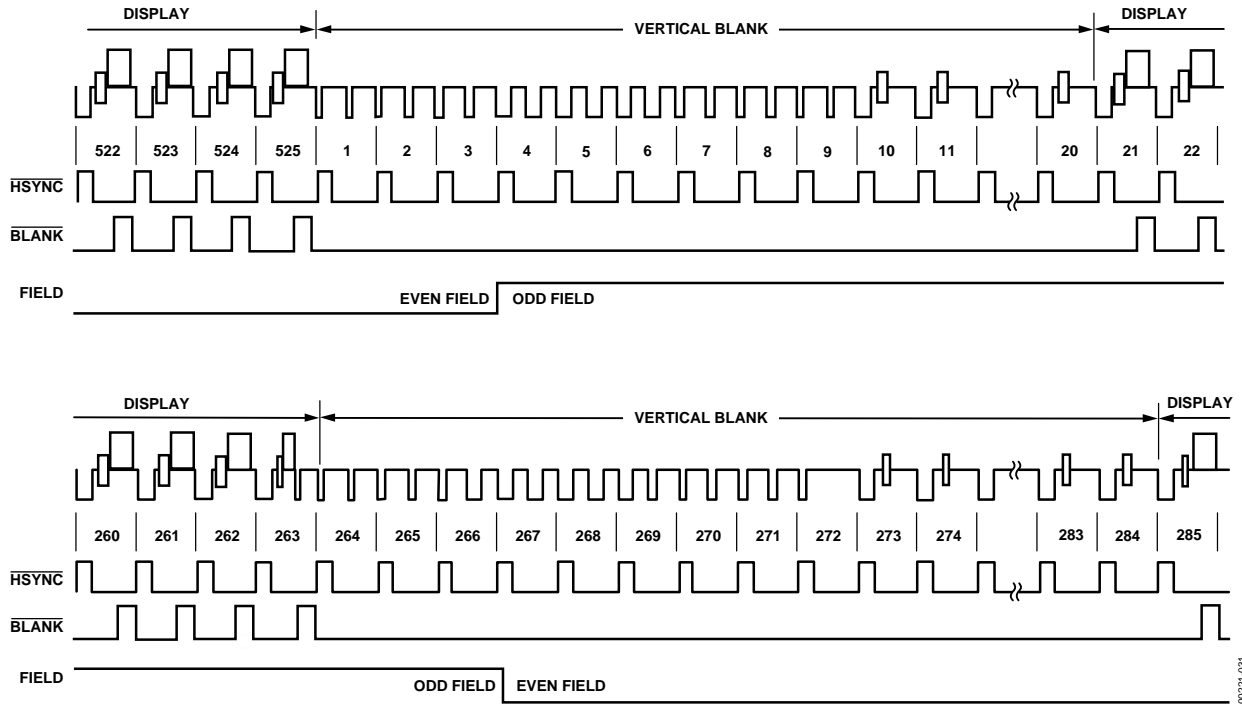 DISPLAY VERTICAL BLANK DISPLAY
522 523 524 525 1 2 3 4 5 6 7 8 9 10 11 20 21 22
HSYNC
BLANK
FIELD EVEN FIELD ODD FIELD
DISPLAY VERTICAL BLANK DISPLAY
260 261 262 263 264 265 266 267 268 269 270 271 272 273 274 283 284 285
HSYNC
BLANK
FIELD ODD FIELD EVEN FIELD